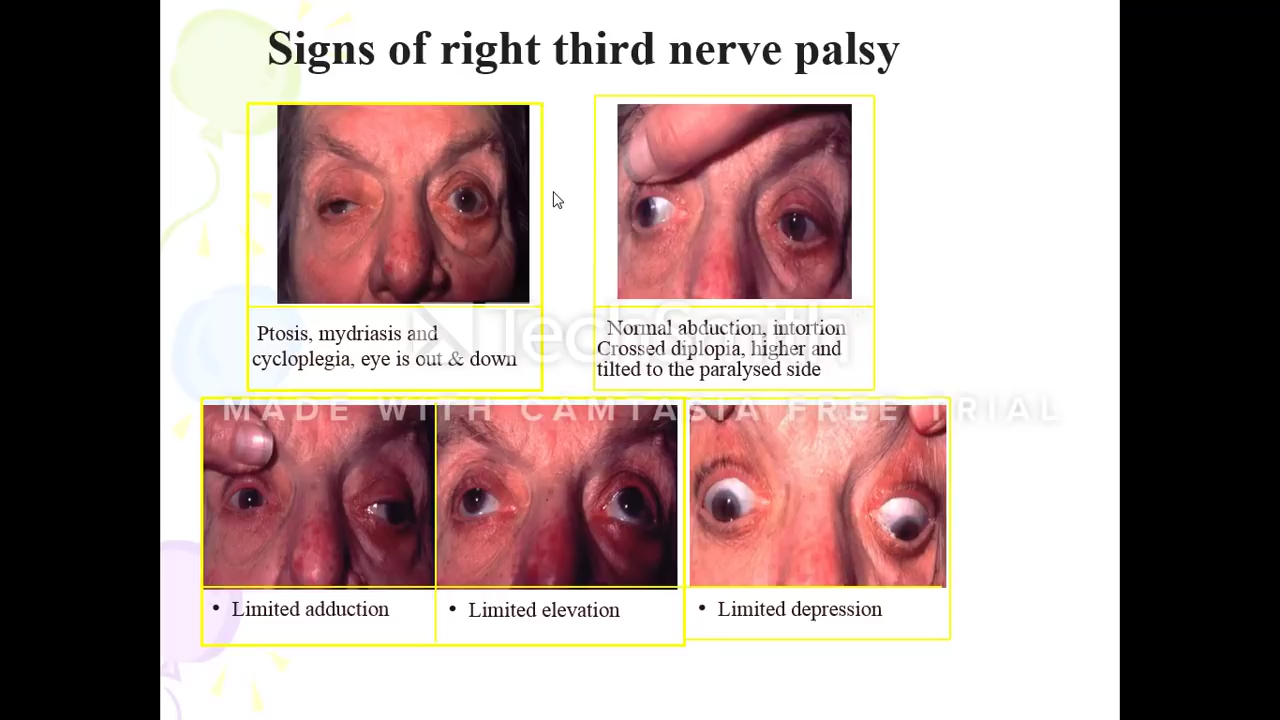 Signs of right third nerve palsy
Ptosis, mydriasis and
cycloplegia, eye is out & down
Normal abduction, intortion
Crossed diplopia, higher and
tilted to the paralysed side
TechSmith
MADE WITH CAMTASIA FREE TRIAL
• Limited adduction
• Limited elevation
• Limited depression